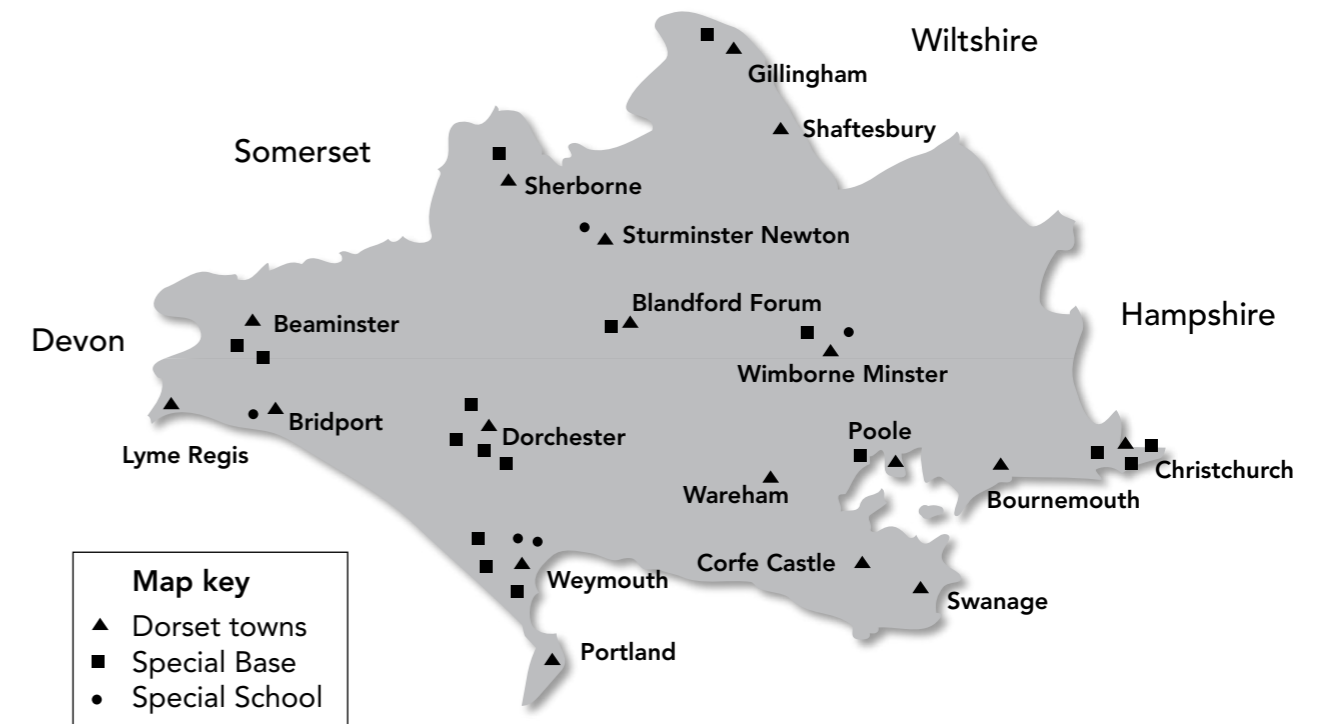 Wiltshire
Gillingham
Shaftesbury
Somerset
Sherborne
Sturminster Newton
Blandford Forum
Hampshire
Beaminster
Devon
Wimborne Minster
Bridport
Poole
Dorchester
Lyme Regis
Christchurch
Wareham
Bournemouth
Corfe Castle
Weymouth
Swanage
Portland
Map key
Dorset towns
Special Base
Special School